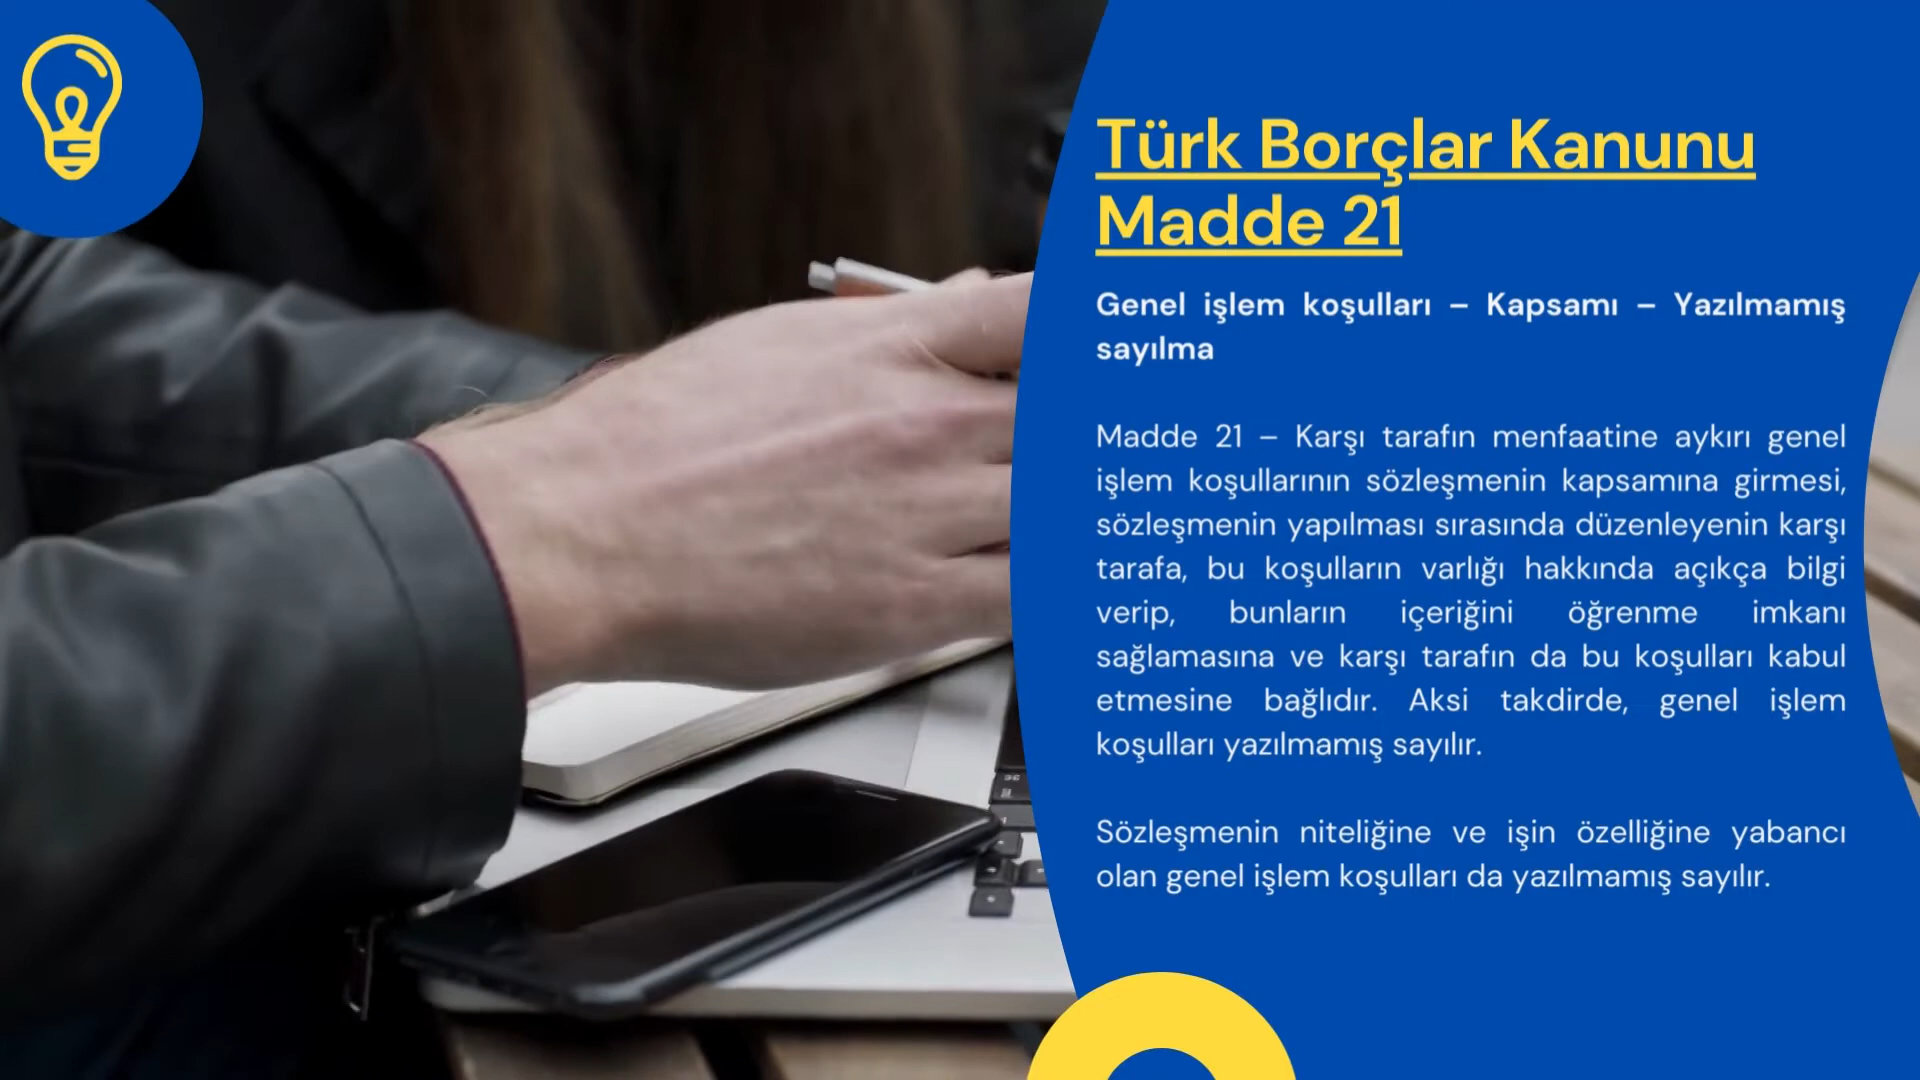 Türk Borçlar Kanunu
Madde 21
Genel işlem koşulları – Kapsamı – Yazılmamış
sayılma
Madde 21 – Karşı tarafın menfaatine aykırı genel
işlem koşullarının sözleşmenin kapsamına girmesi,
sözleşmenin yapılması sırasında düzenleyenin karşı
tarafa, bu koşulların varlığı hakkında açıkça bilgi
verip, bunların içeriğini öğrenme imkanı
sağlamasına ve karşı tarafın da bu koşulları kabul
etmesine bağlıdır. Aksi takdirde, genel işlem
koşulları yazılmamış sayılır.
Sözleşmenin niteliğine ve işin özelliğine yabancı
olan genel işlem koşulları da yazılmamış sayılır.